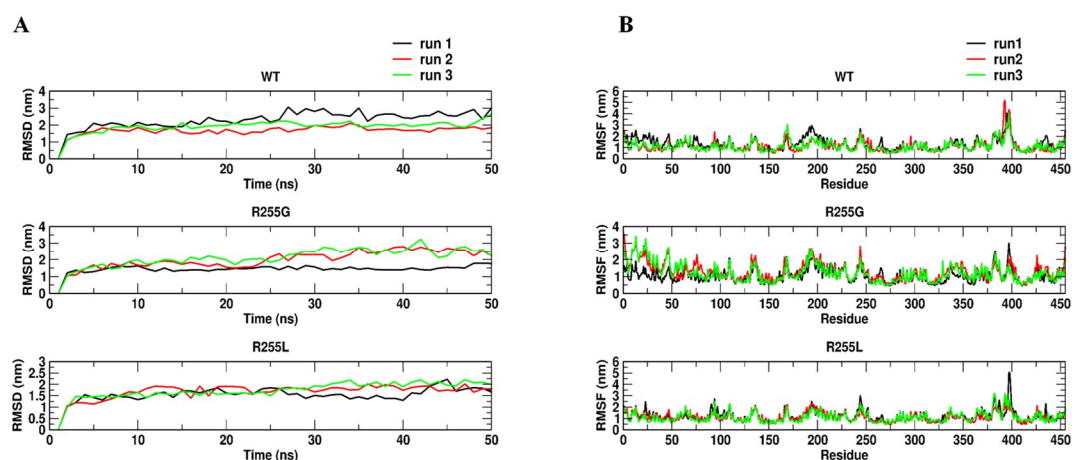 A
run 1
run 2
run 3
WT
RMSD (nm)
4
3
2
1
0
0 10 20 30 40 50
Time (ns)
R255G
RMSD (nm)
4
3
2
1
0
0 10 20 30 40 50
Time (ns)
R255L
RMSD (nm)
3
2.5
2
1.5
1
0.5
0
0 10 20 30 40 50
Time (ns)
B
run1
run2
run3
WT
RMSF (nm)
6
5
4
3
2
1
0
0 50 100 150 200 250 300 350 400 450
Residue
R255G
RMSF (nm)
4
3
2
1
0
0 50 100 150 200 250 300 350 400 450
Residue
R255L
RMSF (nm)
6
5
4
3
2
1
0
0 50 100 150 200 250 300 350 400 450
Residue